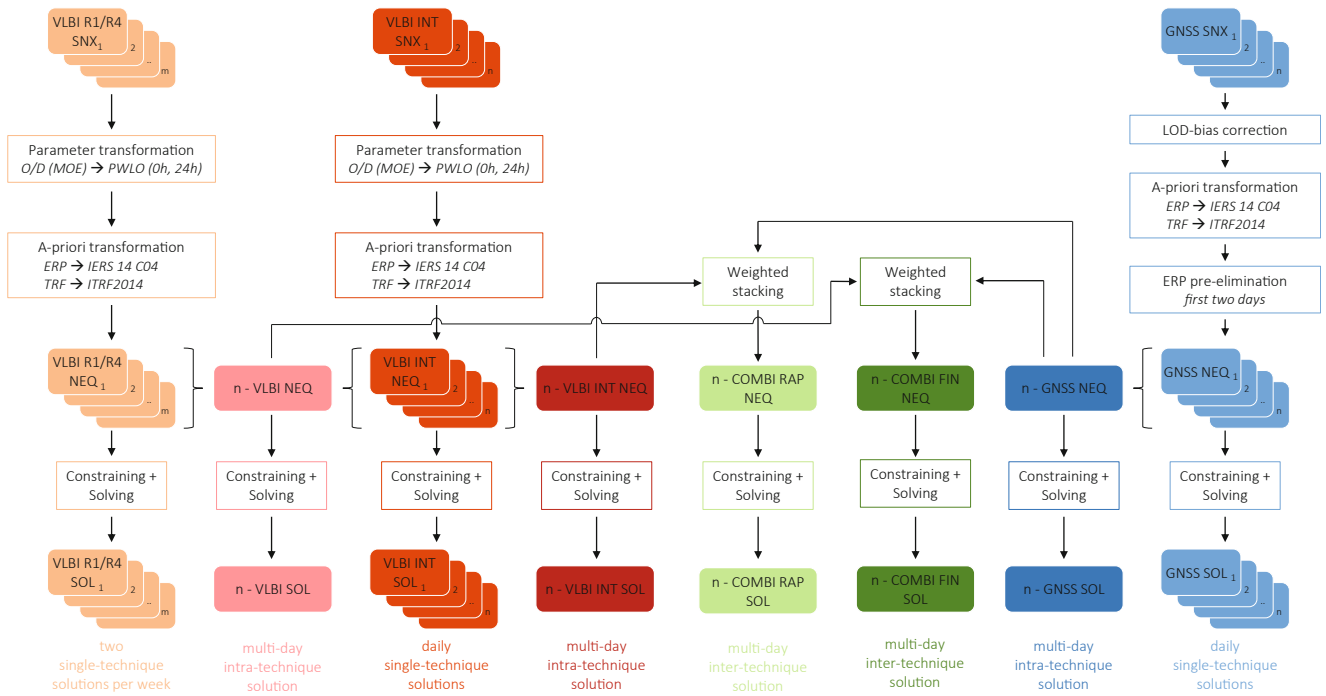 VLBI R1/R4
SNX 1
2
..
m
VLBI INT
SNX 1
2
..
n
GNSS SNX 1
2
..
n
Parameter transformation
O/D (MOE) → PWLO (0h, 24h)
Parameter transformation
O/D (MOE) → PWLO (0h, 24h)
LOD-bias correction
A-priori transformation
ERP → IERS 14 C04
TRF → ITRF2014
A-priori transformation
ERP → IERS 14 C04
TRF → ITRF2014
A-priori transformation
ERP → IERS 14 C04
TRF → ITRF2014
Weighted
stacking
Weighted
stacking
ERP pre-elimination
first two days
VLBI R1/R4
NEQ 1
2
..
m
n - VLBI NEQ
VLBI INT
NEQ 1
2
..
n
n - VLBI INT NEQ
n - COMBI RAP
NEQ
n - COMBI FIN
NEQ
n - GNSS NEQ
GNSS NEQ 1
2
..
n
Constraining +
Solving
Constraining +
Solving
Constraining +
Solving
Constraining +
Solving
Constraining +
Solving
Constraining +
Solving
Constraining +
Solving
Constraining +
Solving
VLBI R1/R4
SOL 1
2
..
m
n - VLBI SOL
VLBI INT
SOL 1
2
..
n
n - VLBI INT SOL
n - COMBI RAP
SOL
n - COMBI FIN
SOL
n - GNSS SOL
GNSS SOL 1
2
..
n
two
single-technique
solutions per week
multi-day
intra-technique
solution
daily
single-technique
solutions
multi-day
intra-technique
solution
multi-day
inter-technique
solution
multi-day
inter-technique
solution
multi-day
intra-technique
solution
daily
single-technique
solutions